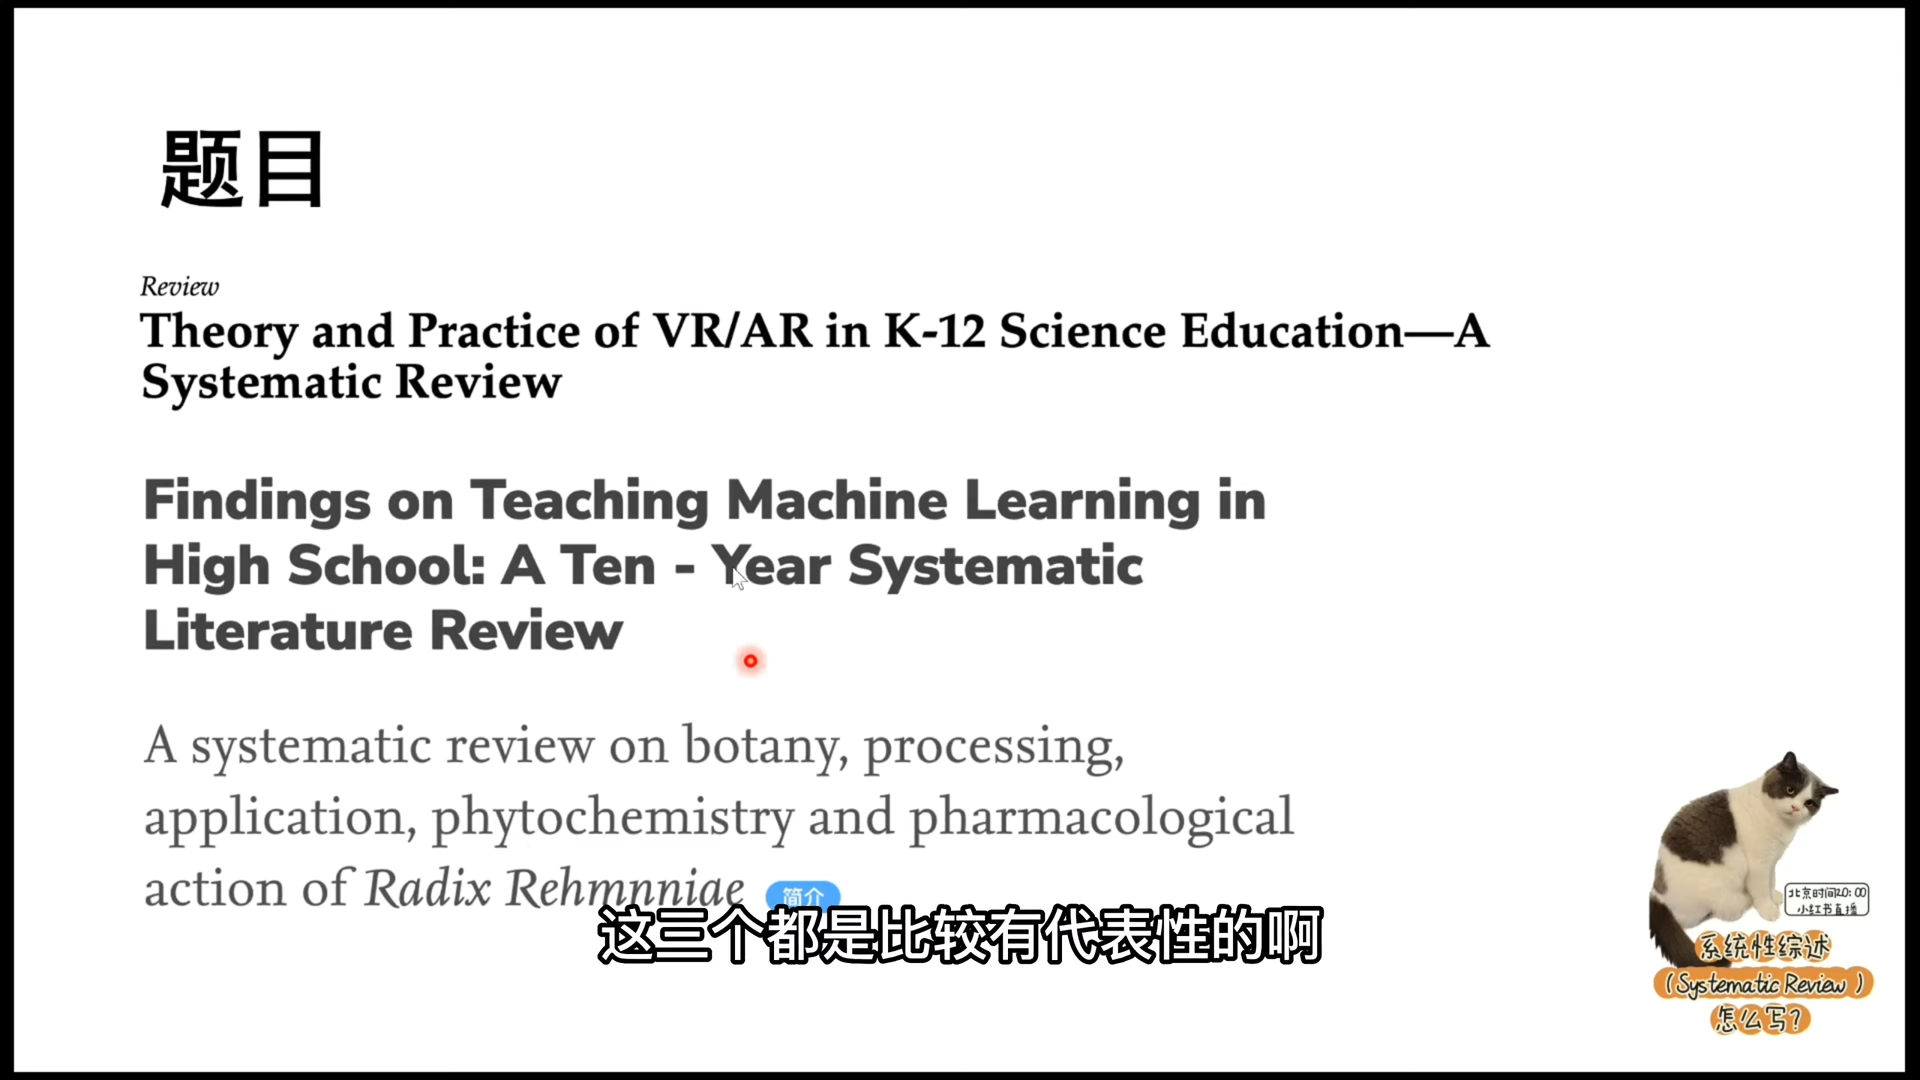 题目
Review
Theory and Practice of VR/AR in K-12 Science Education—A
Systematic Review
Findings on Teaching Machine Learning in
High School: A Ten - Year Systematic
Literature Review
A systematic review on botany, processing,
application, phytochemistry and pharmacological
action of Radix Rehmnniae
简介
这三个都是比较有代表性的啊
北京时间20:00
小红书直播
系统性综述
(Systematic Review)
怎么写?